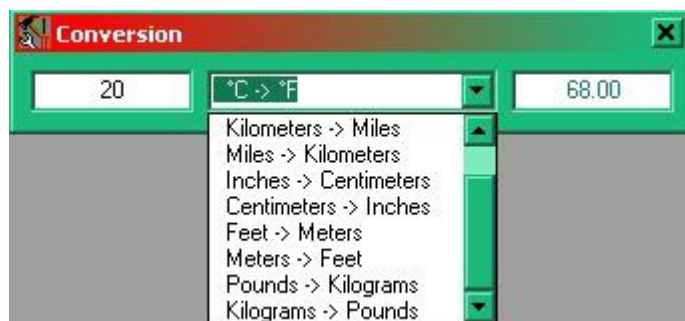 Conversion
20 °C -> °F 68.00
Kilometers -> Miles
Miles -> Kilometers
Inches -> Centimeters
Centimeters -> Inches
Feet -> Meters
Meters -> Feet
Pounds -> Kilograms
Kilograms -> Pounds